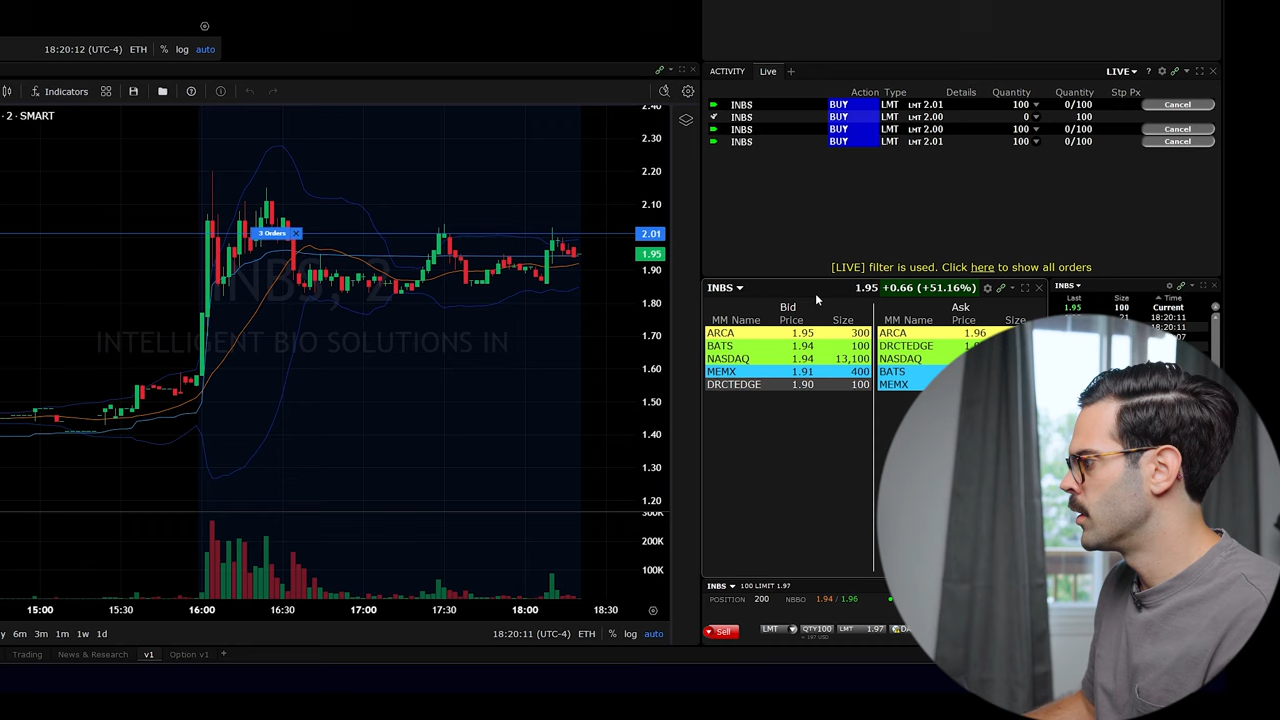 18:20:12 (UTC-4) ETH % log auto
Indicators
· 2 - SMART
INBS, 2
INTELLIGENT BIO SOLUTIONS IN
3 Orders ×
2.40
2.30
2.20
2.10
2.01
1.95
1.90
1.80
1.70
1.60
1.50
1.40
1.30
1.20
300K
200K
100K
15:00 15:30 16:00 16:30 17:00 17:30 18:00 18:30
y 6m 3m 1m 1w 1d
18:20:11 (UTC-4) ETH % log auto
Trading News & Research v1 Option v1 +
ACTIVITY Live + LIVE
Action Type Details Quantity Quantity Stp Px
INBS BUY LMT LMT 2.01 100 0/100 Cancel
INBS BUY LMT LMT 2.00 0 100
INBS BUY LMT LMT 2.00 100 0/100 Cancel
INBS BUY LMT LMT 2.01 100 0/100 Cancel
[LIVE] filter is used. Click here to show all orders
INBS 1.95 +0.66 (+51.16%)
Bid Ask
MM Name Price Size MM Name Price Size
ARCA 1.95 300 ARCA 1.96
BATS 1.94 100 DRCTEDGE
NASDAQ 1.94 13,100 NASDAQ
MEMX 1.91 400 BATS
DRCTEDGE 1.90 100 MEMX
INBS
Last Size Time
1.95 100 Current
18:20:11
18:20:11
INBS 100 LIMIT 1.97
POSITION 200 NBBO 1.94 / 1.96
Sell LMT QTY 100 LMT 1.97
≈ 197 USD